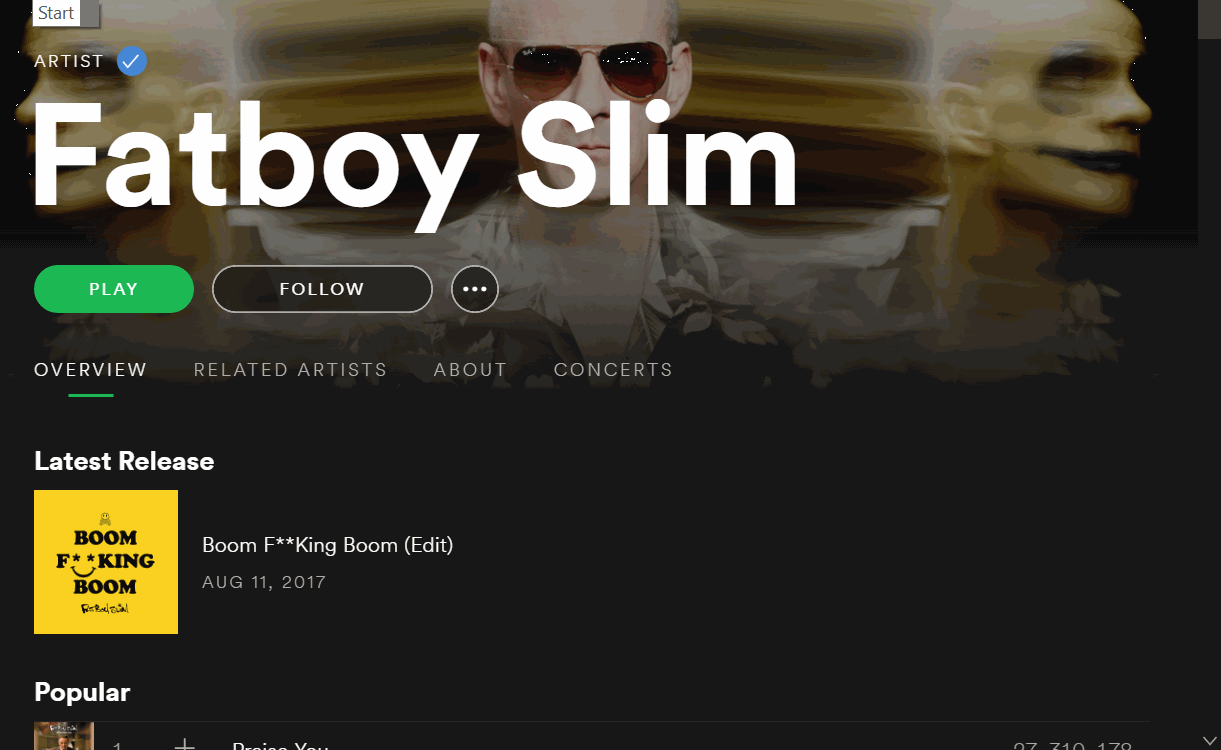 Start
ARTIST
Fatboy Slim
PLAY
FOLLOW
OVERVIEW RELATED ARTISTS ABOUT CONCERTS
Latest Release
BOOM
F**KING
BOOM
FATBOY SLIM
Boom F**King Boom (Edit)
AUG 11, 2017
Popular
1 Praise You 27,310,178